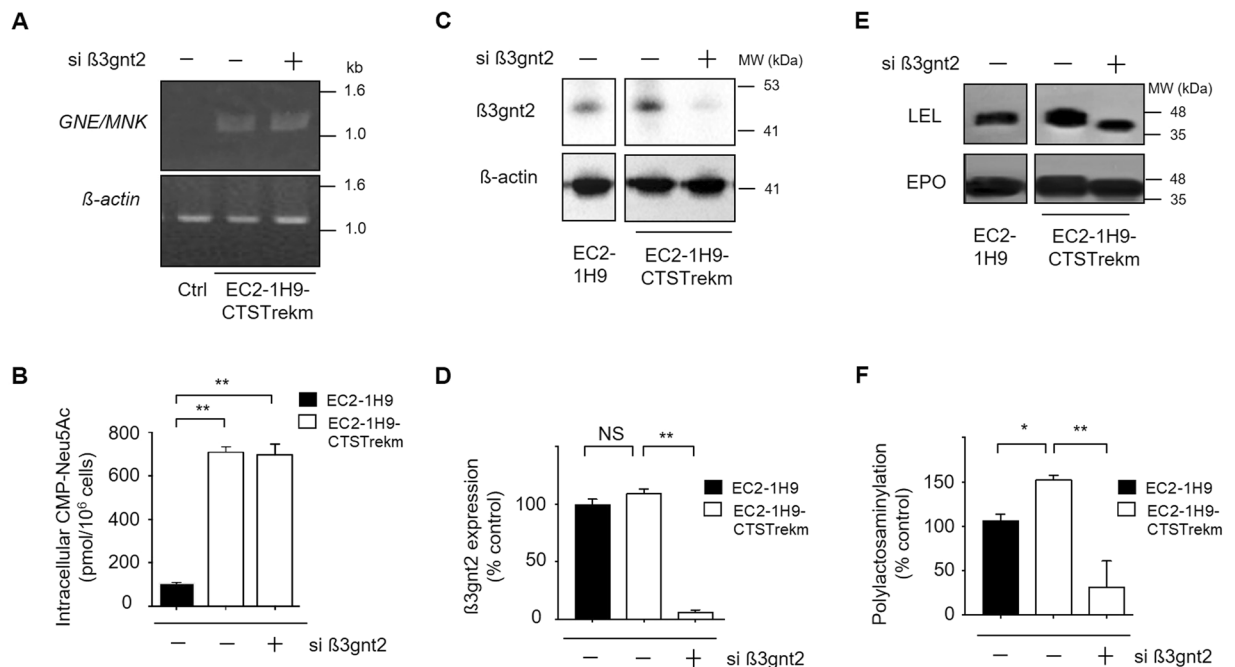 A
si ß3gnt2 − − +
kb
GNE/MNK
1.6
1.0
ß-actin
1.6
1.0
Ctrl
EC2-1H9-
CTSTrekm
C
si ß3gnt2 − − + MW (kDa)
ß3gnt2
53
41
ß-actin
41
EC2-
1H9
EC2-1H9-
CTSTrekm
E
si ß3gnt2 − − +
MW (kDa)
LEL
48
35
EPO
48
35
EC2-
1H9
EC2-1H9-
CTSTrekm
B
Intracellular CMP-Neu5Ac
(pmol/10⁶ cells)
**
**
EC2-1H9
EC2-1H9-
CTSTrekm
800
600
400
200
0
− − + si ß3gnt2
D
ß3gnt2 expression
(% control)
NS **
EC2-1H9
EC2-1H9-
CTSTrekm
100
50
0
− − + si ß3gnt2
F
Polylactosaminylation
(% control)
* **
EC2-1H9
EC2-1H9-
CTSTrekm
150
100
50
0
− − + si ß3gnt2